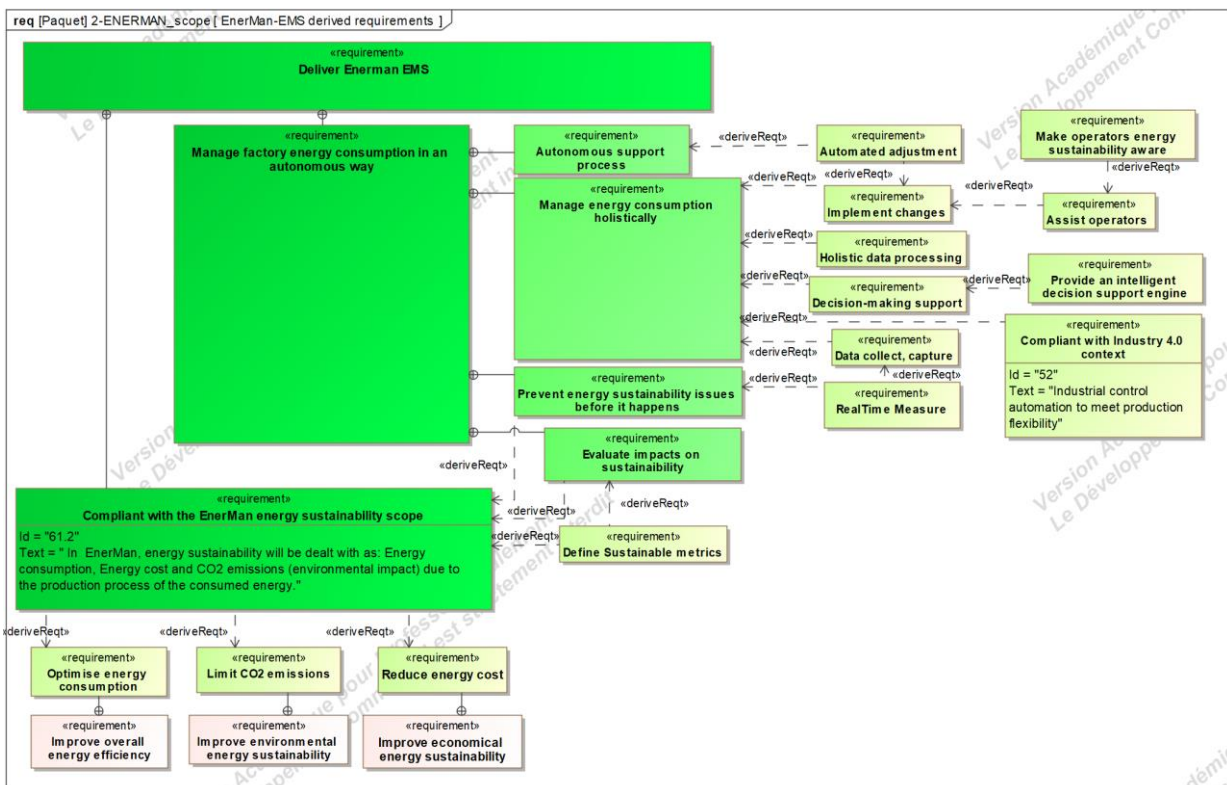 req [Paquet] 2-ENERMAN_scope [ EnerMan-EMS derived requirements ]
«requirement»
Deliver Enerman EMS
«requirement»
Manage factory energy consumption in an
autonomous way
«requirement»
Autonomous support
process
«deriveReqt»
«requirement»
Automated adjustment
«requirement»
Make operators energy
sustainability aware
«deriveReqt»
«requirement»
Manage energy consumption
holistically
«deriveReqt»
«deriveReqt»
«requirement»
Implement changes
«deriveReqt»
«requirement»
Assist operators
«deriveReqt»
«requirement»
Holistic data processing
«deriveReqt»
«requirement»
Decision-making support
«deriveReqt»
«requirement»
Provide an intelligent
decision support engine
«deriveReqt»
«requirement»
Compliant with Industry 4.0
context
Id = "52"
Text = "Industrial control
automation to meet production
flexibility"
«requirement»
Data collect, capture
«deriveReqt»
«requirement»
Prevent energy sustainability issues
before it happens
«deriveReqt»
«requirement»
RealTime Measure
«requirement»
Evaluate impacts on
sustainaibility
«deriveReqt»
«deriveReqt»
«deriveReqt»
«deriveReqt»
«requirement»
Define Sustainable metrics
«requirement»
Compliant with the EnerMan energy sustainability scope
Id = "61.2"
Text = " In EnerMan, energy sustainability will be dealt with as: Energy
consumption, Energy cost and CO2 emissions (environmental impact) due to
the production process of the consumed energy."
«deriveReqt»
«deriveReqt»
«deriveReqt»
«requirement»
Optimise energy
consumption
«requirement»
Limit CO2 emissions
«requirement»
Reduce energy cost
«requirement»
Improve overall
energy efficiency
«requirement»
Improve environmental
energy sustainability
«requirement»
Improve economical
energy sustainability
Version Académique
Le Développement Com